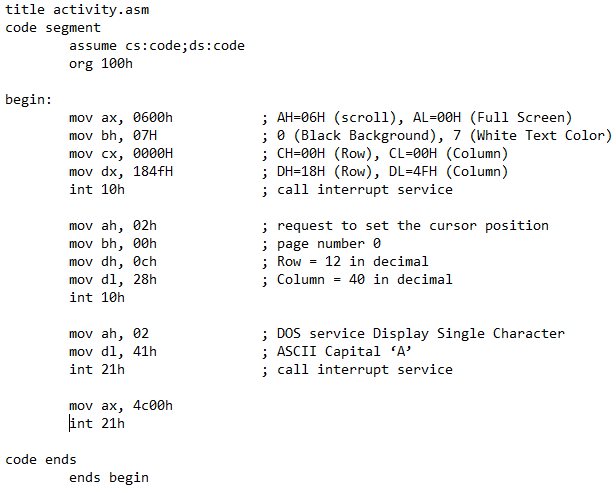 title activity.asm
code segment
        assume cs:code;ds:code
        org 100h

begin:
        mov ax, 0600h           ; AH=06H (scroll), AL=00H (Full Screen)
        mov bh, 07H             ; 0 (Black Background), 7 (White Text Color)
        mov cx, 0000H           ; CH=00H (Row), CL=00H (Column)
        mov dx, 184fH           ; DH=18H (Row), DL=4FH (Column)
        int 10h                 ; call interrupt service

        mov ah, 02h             ; request to set the cursor position
        mov bh, 00h             ; page number 0
        mov dh, 0ch             ; Row = 12 in decimal
        mov dl, 28h             ; Column = 40 in decimal
        int 10h

        mov ah, 02              ; DOS service Display Single Character
        mov dl, 41h             ; ASCII Capital ‘A’
        int 21h                 ; call interrupt service

        mov ax, 4c00h
        int 21h

code ends
        ends begin